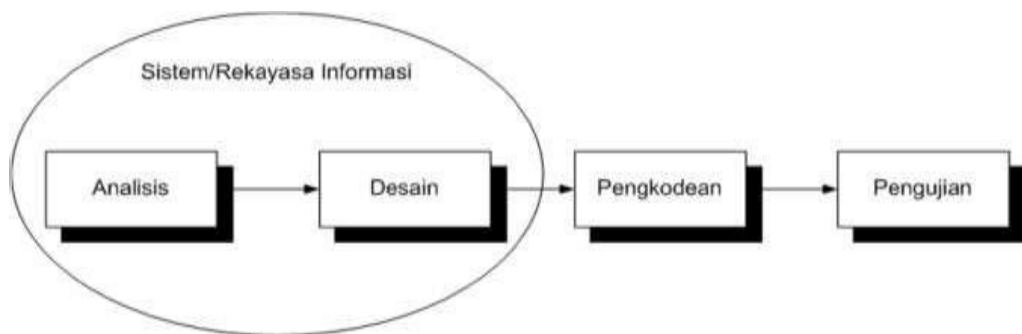 Sistem/Rekayasa Informasi
Analisis
Desain
Pengkodean
Pengujian